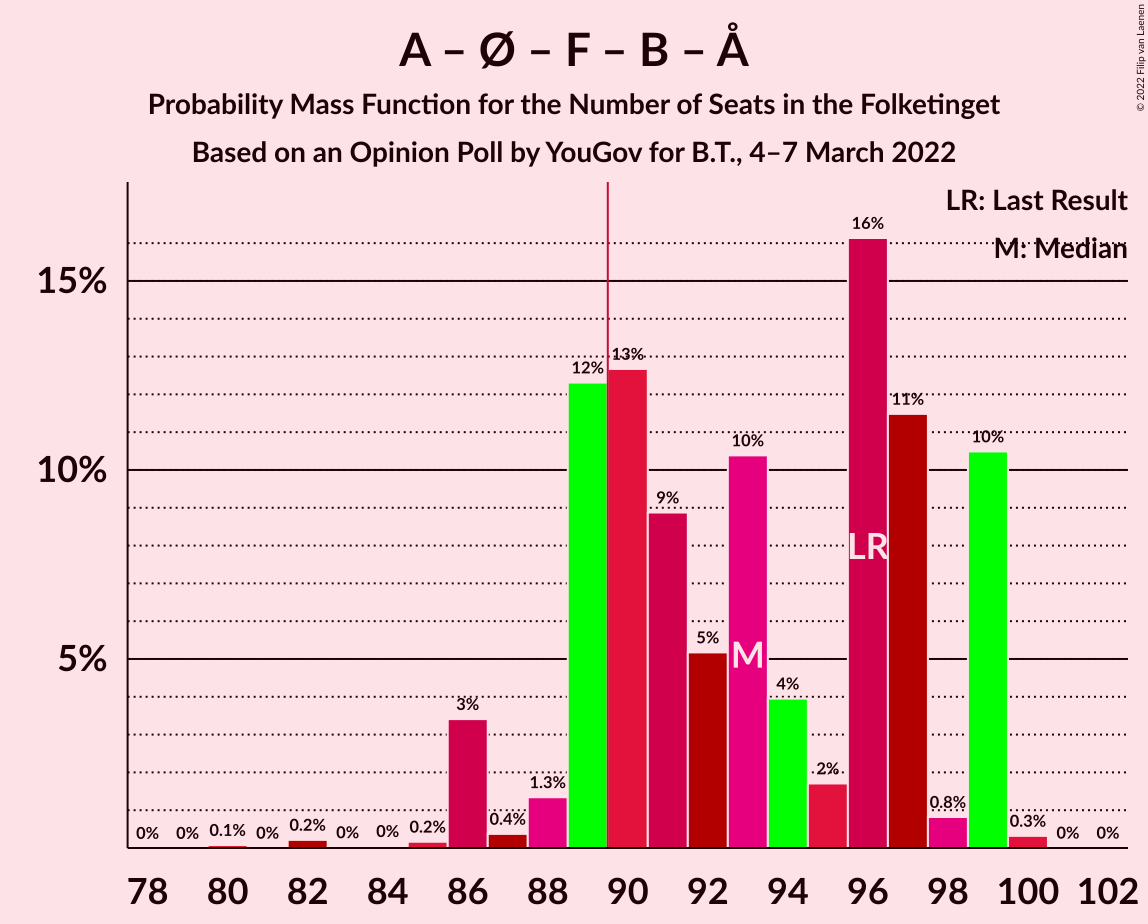 A – Ø – F – B – Å
Probability Mass Function for the Number of Seats in the Folketinget
Based on an Opinion Poll by YouGov for B.T., 4–7 March 2022
© 2022 Filip van Laenen
LR: Last Result
M: Median
15%
10%
5%
0% 0% 0.1% 0% 0.2% 0% 0% 0.2% 3% 0.4% 1.3% 12% 13% 9% 5% 10% 4% 2% 16% 11% 0.8% 10% 0.3% 0% 0%
LR
M
78 80 82 84 86 88 90 92 94 96 98 100 102